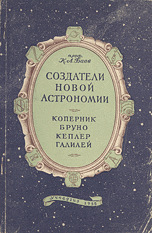 проф.
К. Л. Баев
СОЗДАТЕЛИ
НОВОЙ
АСТРОНОМИИ
КОПЕРНИК
БРУНО
КЕПЛЕР
ГАЛИЛЕЙ